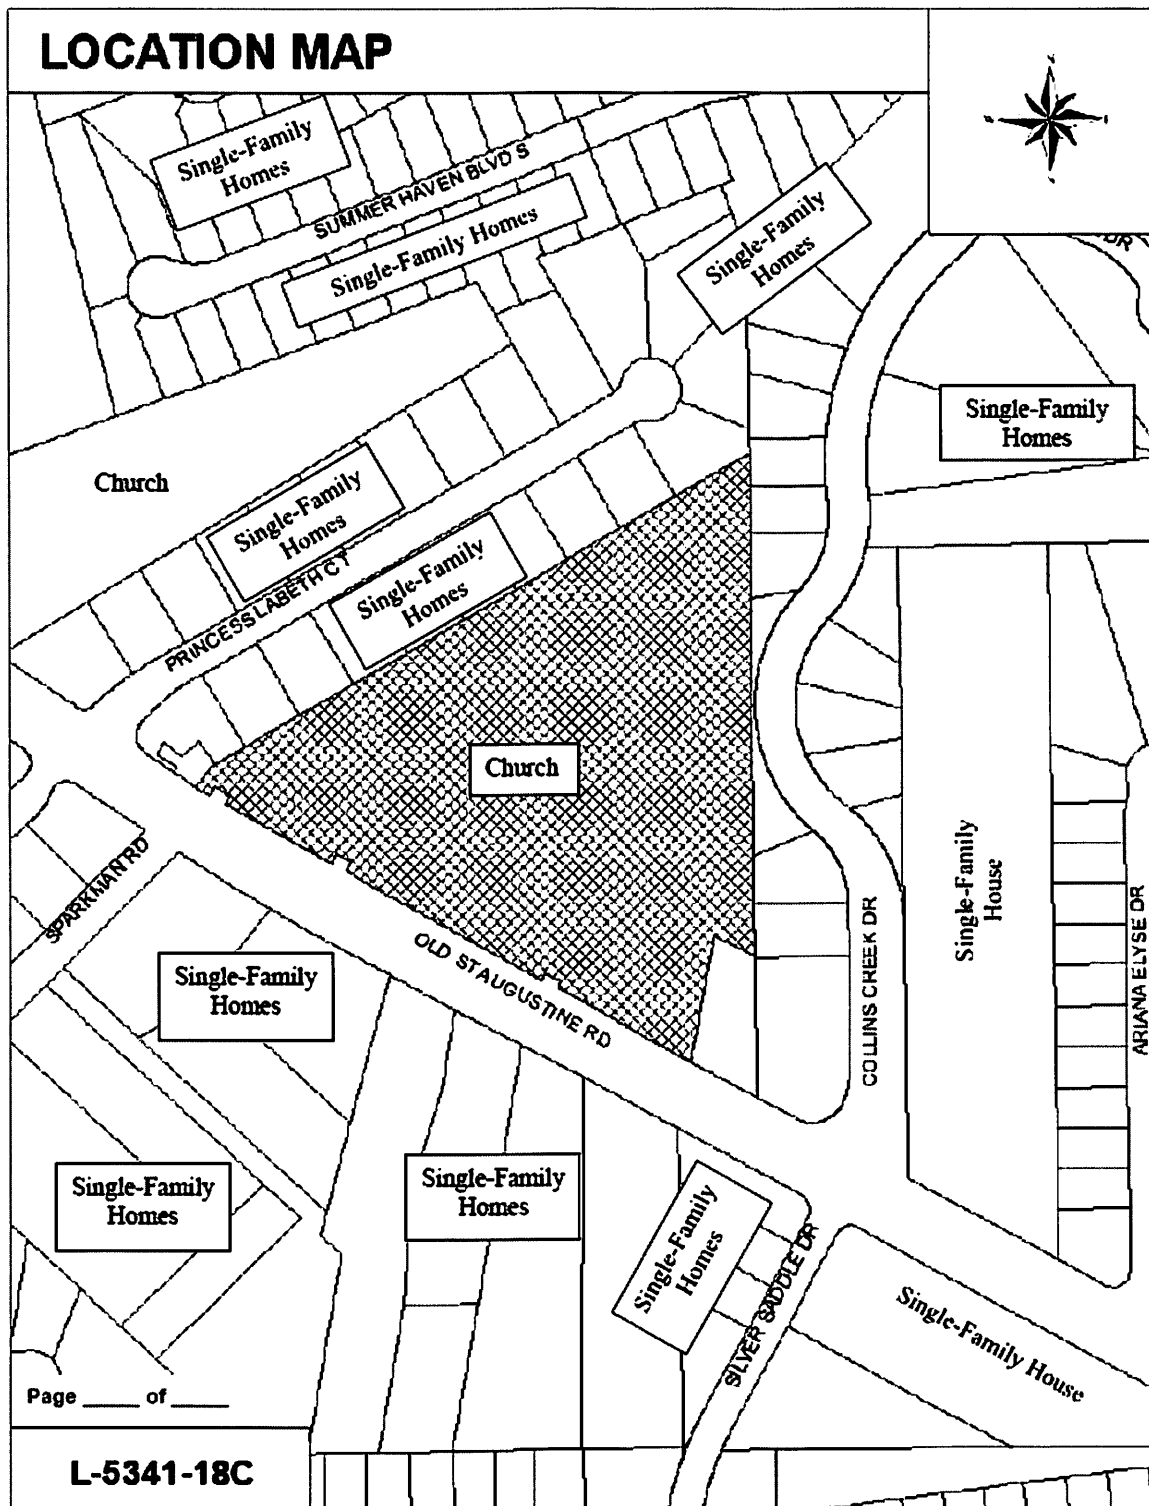 LOCATION MAP
Single-Family
Homes
SUMMER HAVEN BLVD S
Single-Family Homes
Single-Family
Homes
DR
Single-Family
Homes
Church
Single-Family
Homes
PRINCESS LABETH CT
Single-Family
Homes
Church
SPARKMAN RD
Single-Family
House
OLD ST AUGUSTINE RD
COLLINS CREEK DR
ARIANA ELYSE DR
Single-Family
Homes
Single-Family
Homes
Single-Family
Homes
Single-Family
Homes
SILVER SADDLE DR
Single-Family House
Page _____ of _____
L-5341-18C